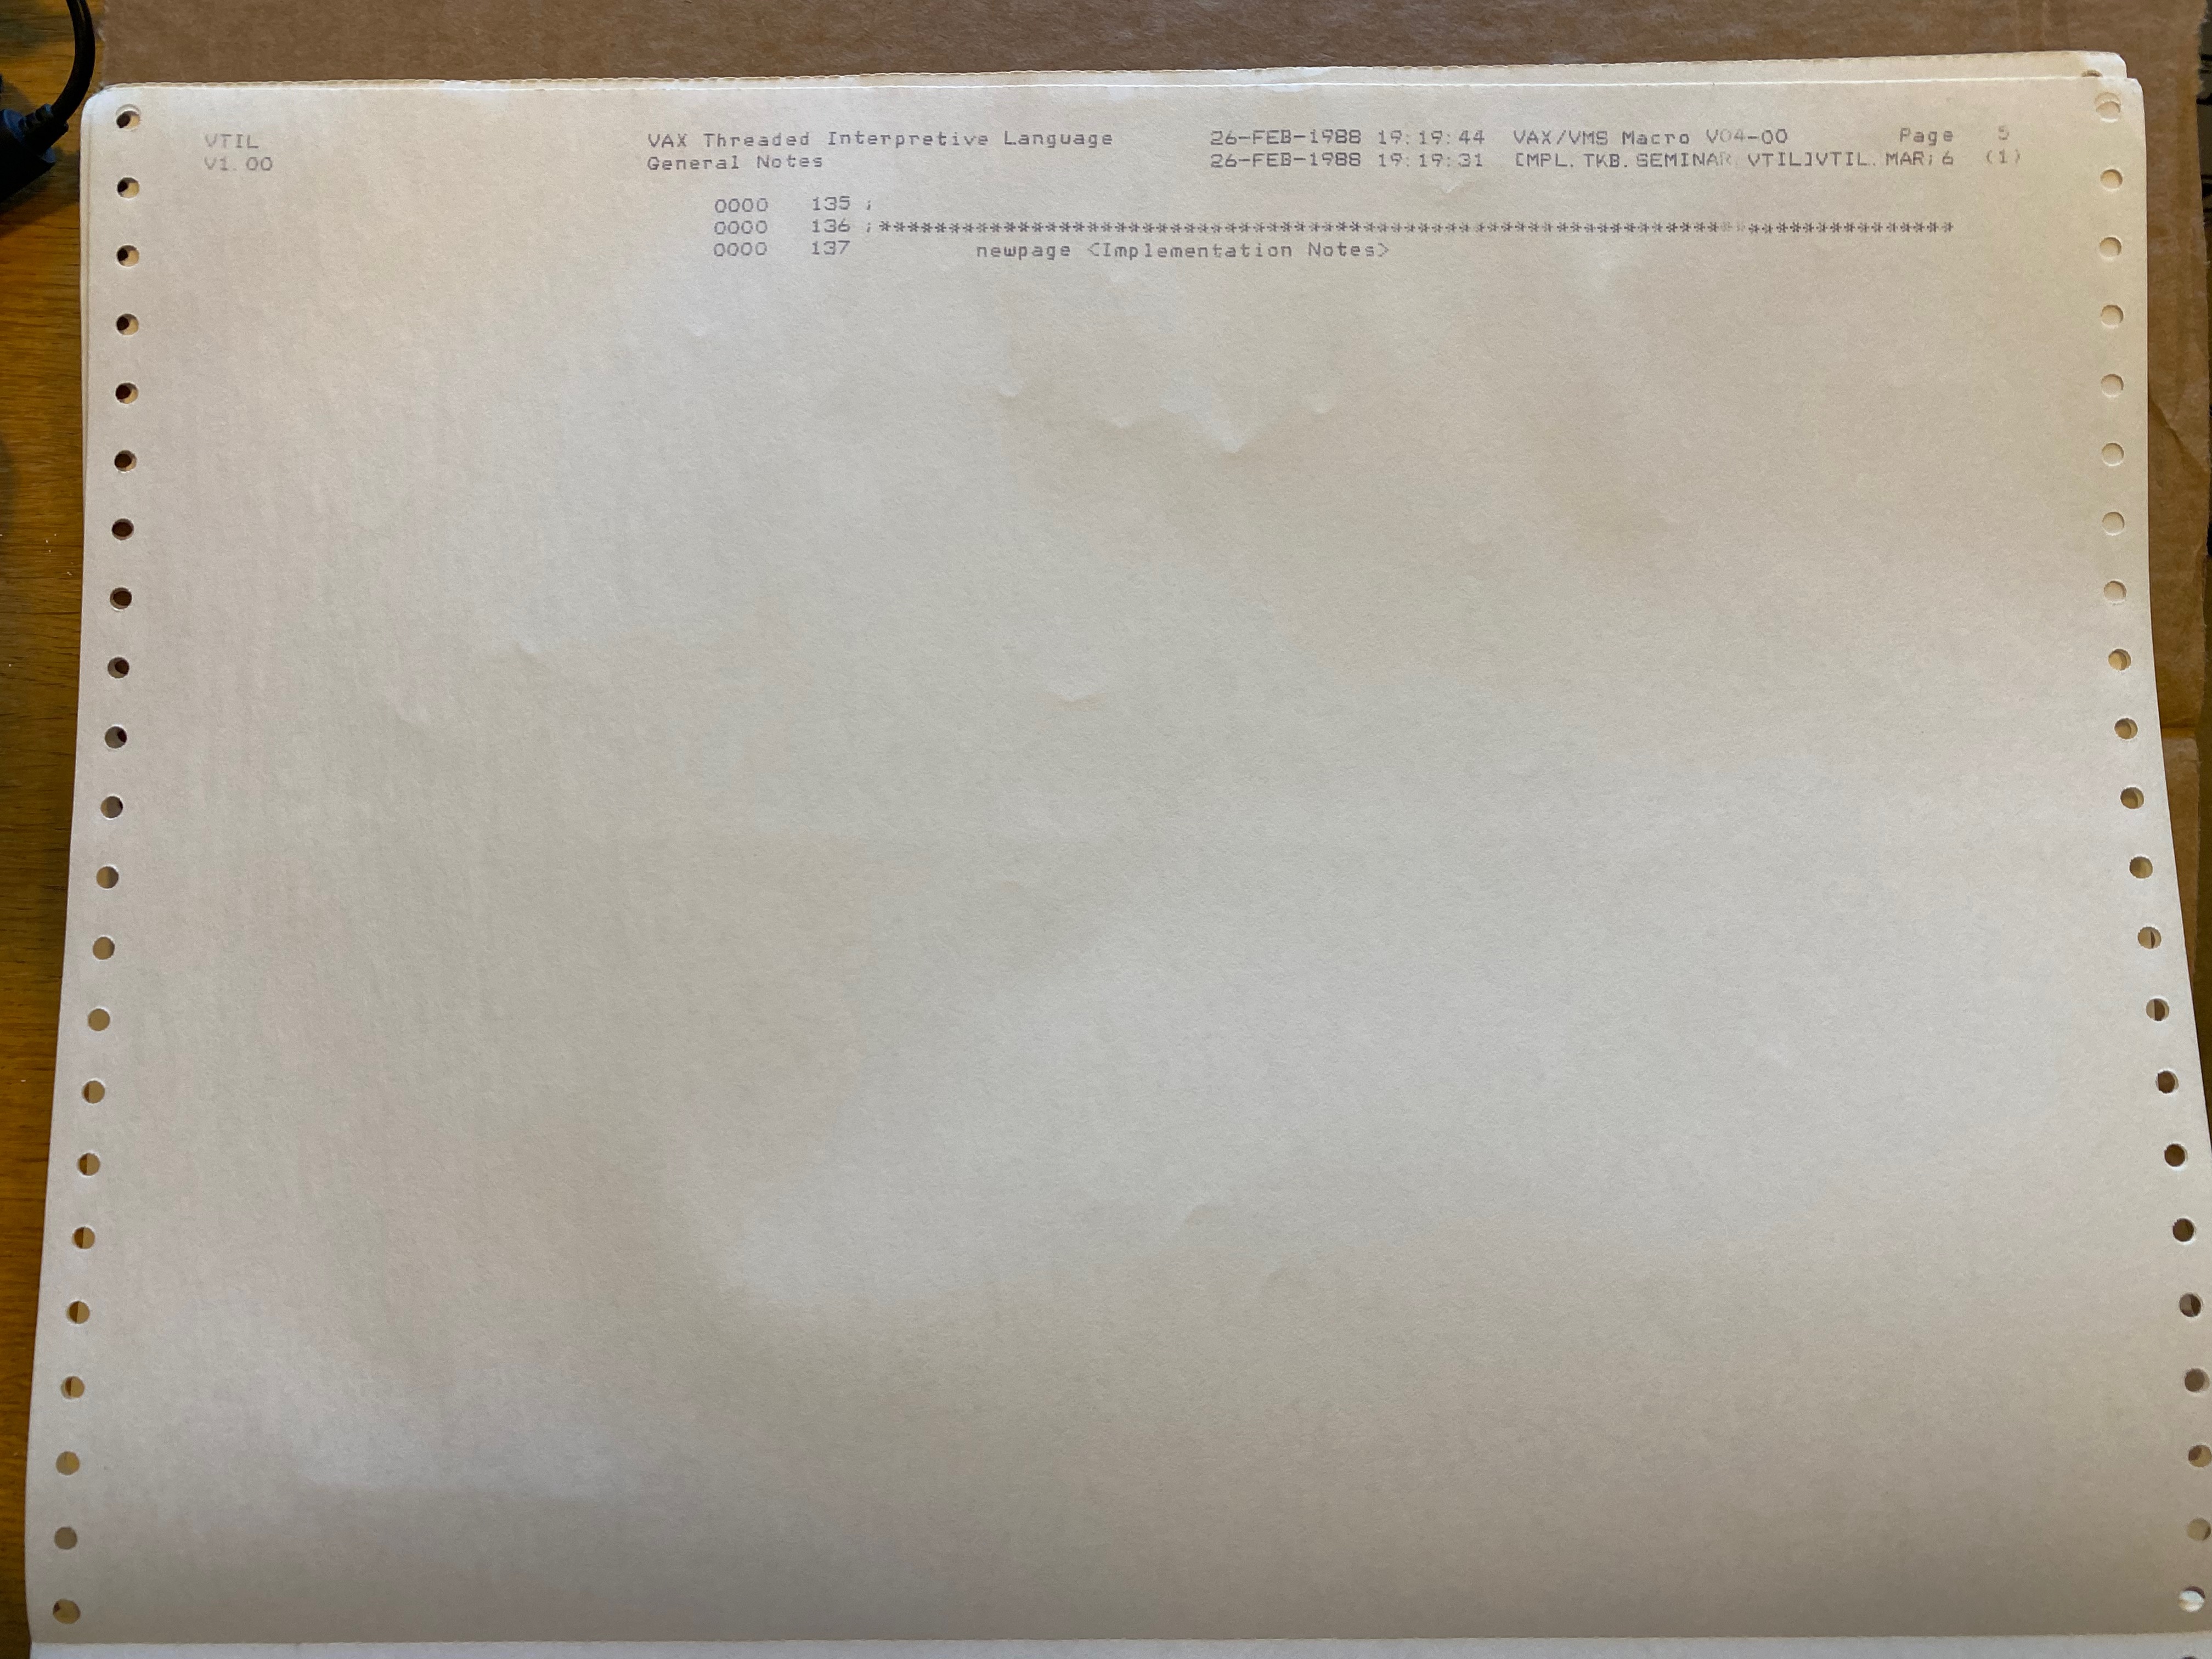 VTIL VAX Threaded Interpretive Language 26-FEB-1988 19:19:44 VAX/VMS Macro V04-00 Page 5
V1.00 General Notes 26-FEB-1988 19:19:31 [MPL.TKB.SEMINAR.VTIL]VTIL.MAR;6 (1)
0000 135 ;
0000 136 ;******************************************************************************
0000 137 newpage <Implementation Notes>